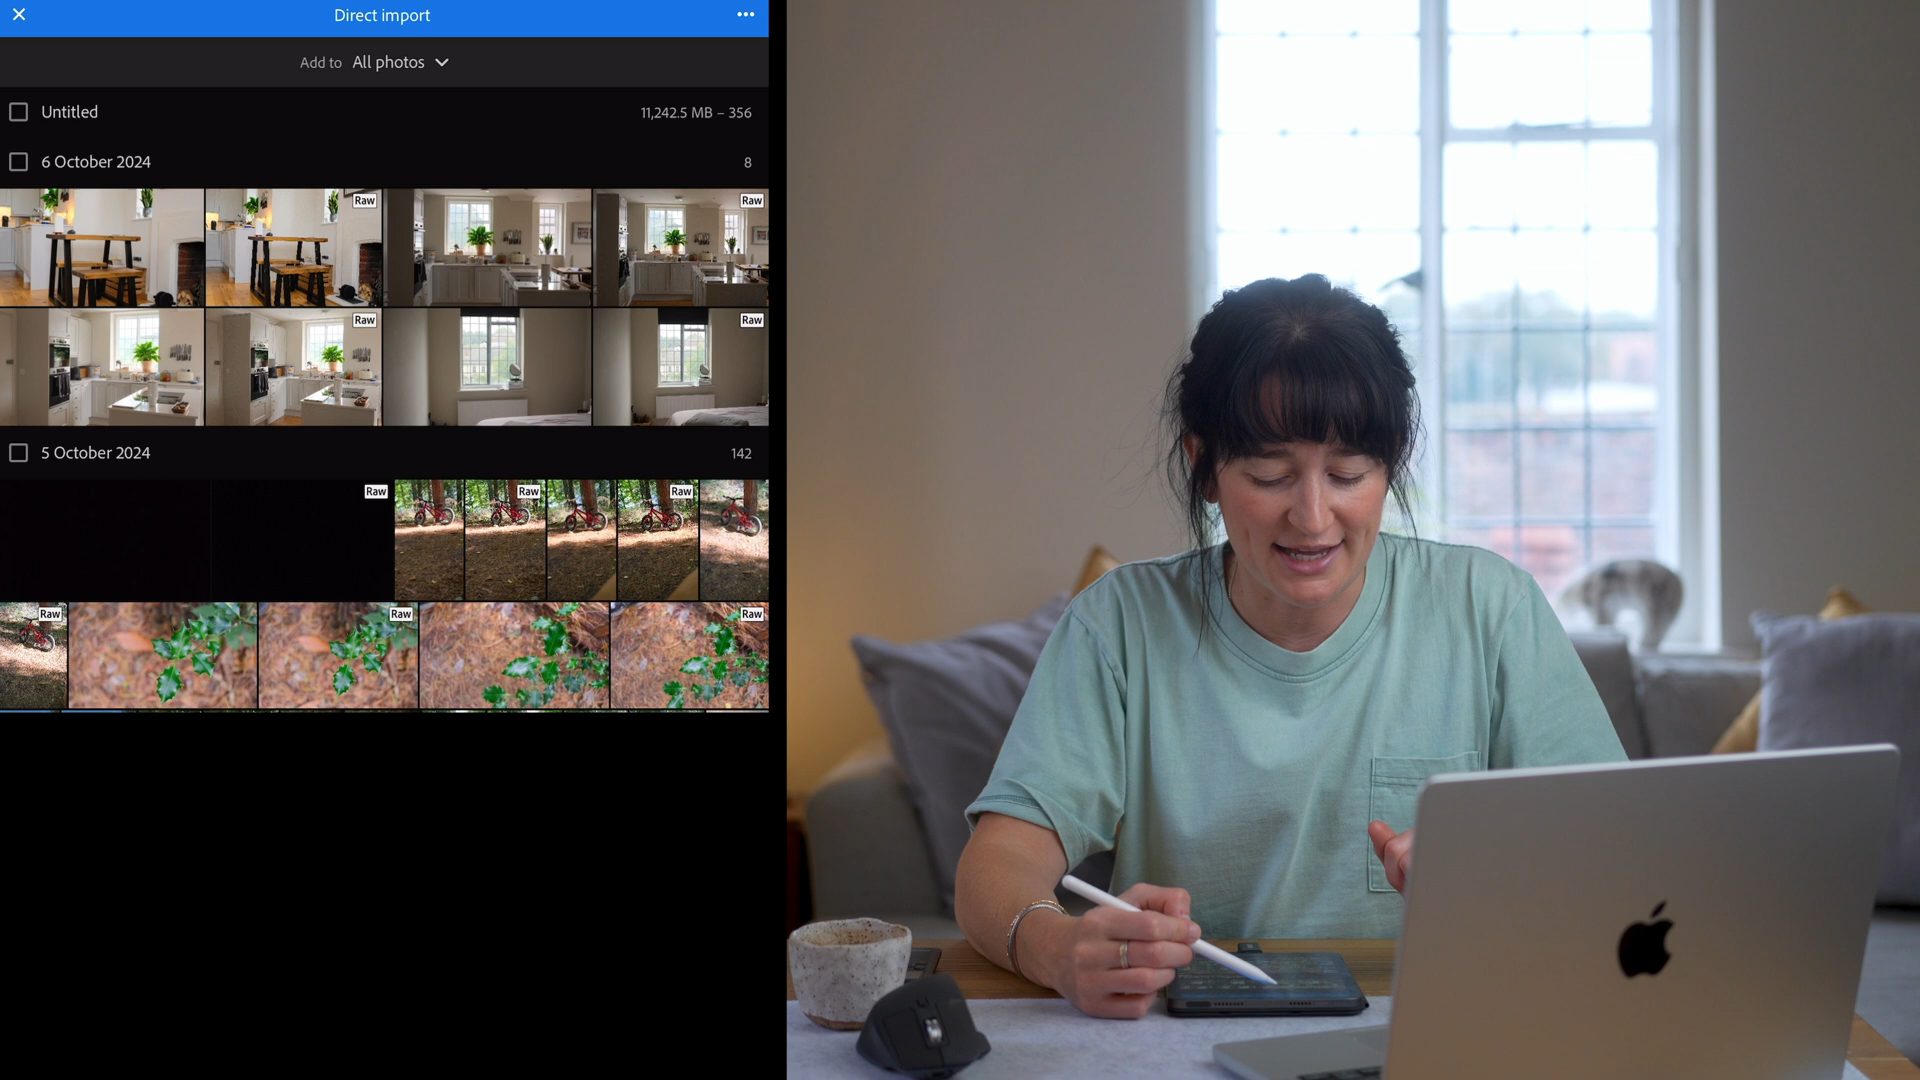 Direct import
Add to All photos
Untitled 11,242.5 MB – 356
6 October 2024 8
Raw Raw
Raw Raw
5 October 2024 142
Raw Raw Raw
Raw Raw Raw